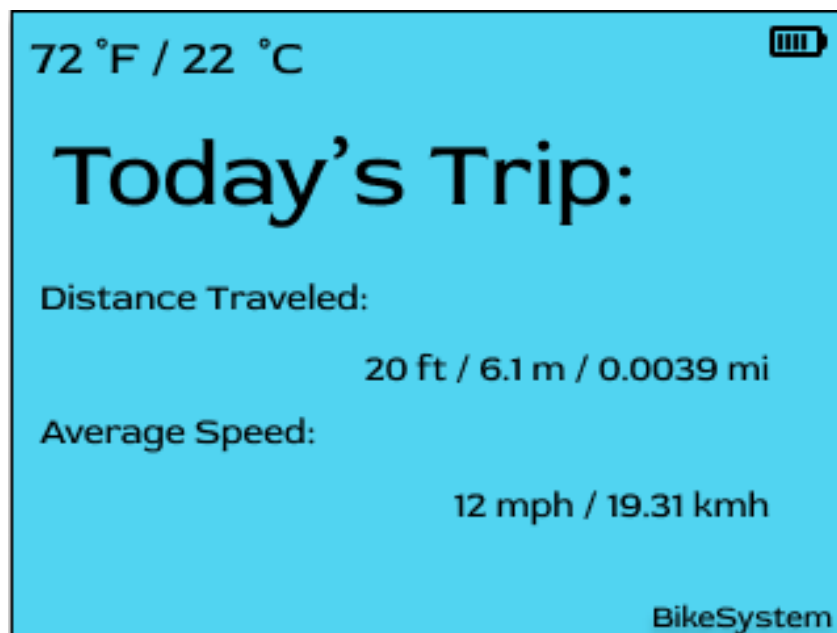 72 °F / 22 °C
Today's Trip:
Distance Traveled:
20 ft / 6.1 m / 0.0039 mi
Average Speed:
12 mph / 19.31 kmh
BikeSystem